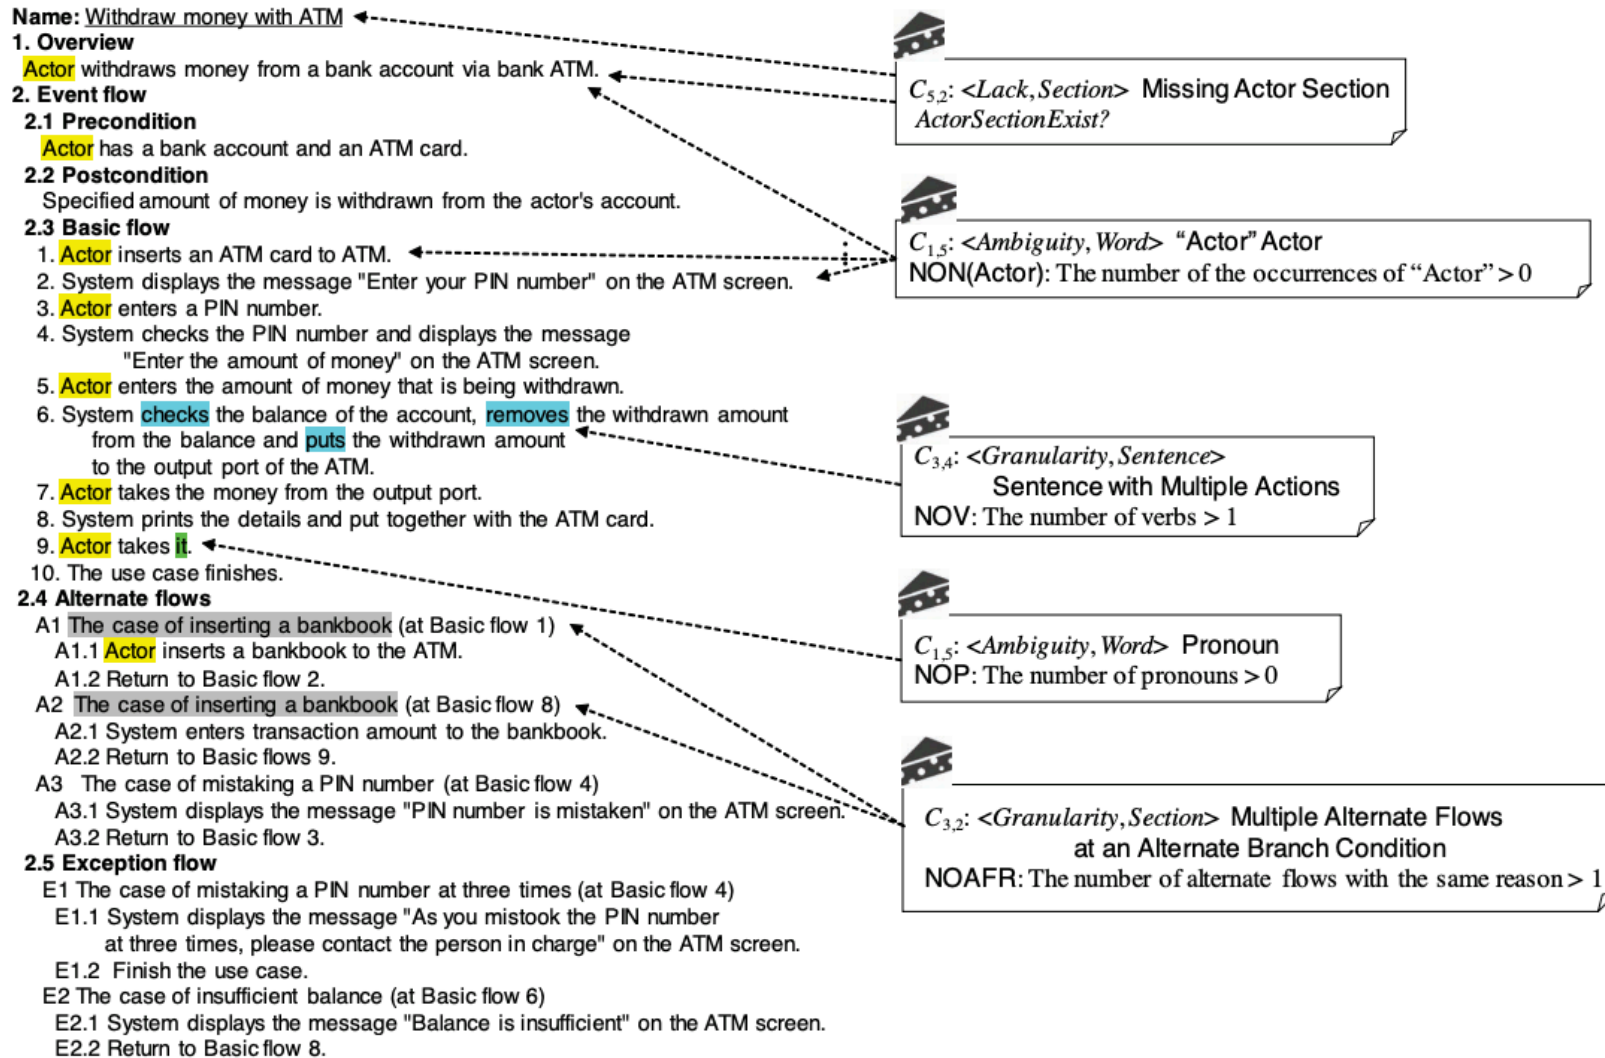 Name: Withdraw money with ATM
1. Overview
Actor withdraws money from a bank account via bank ATM.
2. Event flow
2.1 Precondition
Actor has a bank account and an ATM card.
2.2 Postcondition
Specified amount of money is withdrawn from the actor's account.
2.3 Basic flow
1. Actor inserts an ATM card to ATM.
2. System displays the message "Enter your PIN number" on the ATM screen.
3. Actor enters a PIN number.
4. System checks the PIN number and displays the message
"Enter the amount of money" on the ATM screen.
5. Actor enters the amount of money that is being withdrawn.
6. System checks the balance of the account, removes the withdrawn amount
from the balance and puts the withdrawn amount
to the output port of the ATM.
7. Actor takes the money from the output port.
8. System prints the details and put together with the ATM card.
9. Actor takes it.
10. The use case finishes.
2.4 Alternate flows
A1 The case of inserting a bankbook (at Basic flow 1)
A1.1 Actor inserts a bankbook to the ATM.
A1.2 Return to Basic flow 2.
A2 The case of inserting a bankbook (at Basic flow 8)
A2.1 System enters transaction amount to the bankbook.
A2.2 Return to Basic flows 9.
A3 The case of mistaking a PIN number (at Basic flow 4)
A3.1 System displays the message "PIN number is mistaken" on the ATM screen.
A3.2 Return to Basic flow 3.
2.5 Exception flow
E1 The case of mistaking a PIN number at three times (at Basic flow 4)
E1.1 System displays the message "As you mistook the PIN number
at three times, please contact the person in charge" on the ATM screen.
E1.2 Finish the use case.
E2 The case of insufficient balance (at Basic flow 6)
E2.1 System displays the message "Balance is insufficient" on the ATM screen.
E2.2 Return to Basic flow 8.
C5,2: <Lack, Section> Missing Actor Section
ActorSectionExist?
C1,5: <Ambiguity, Word> “Actor” Actor
NON(Actor): The number of the occurrences of “Actor” > 0
C3,4: <Granularity, Sentence>
Sentence with Multiple Actions
NOV: The number of verbs > 1
C1,5: <Ambiguity, Word> Pronoun
NOP: The number of pronouns > 0
C3,2: <Granularity, Section> Multiple Alternate Flows
at an Alternate Branch Condition
NOAFR: The number of alternate flows with the same reason > 1